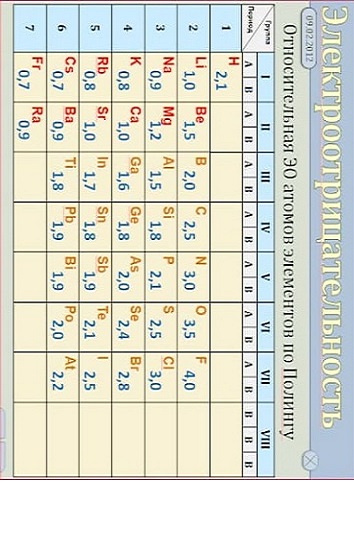 Электроотрицательность
09.02.2012
Относительная ЭО атомов элементов по Полингу
Группа I II III IV V VI VII VIII
Период A B A B A B A B A B A B A B B B B
1 H 2,1
2 Li 1,0 Be 1,5 B 2,0 C 2,5 N 3,0 O 3,5 F 4,0
3 Na 0,9 Mg 1,2 Al 1,5 Si 1,8 P 2,1 S 2,5 Cl 3,0
4 K 0,8 Ca 1,0 Ga 1,6 Ge 1,8 As 2,0 Se 2,4 Br 2,8
5 Rb 0,8 Sr 1,0 In 1,7 Sn 1,8 Sb 1,9 Te 2,1 I 2,5
6 Cs 0,7 Ba 0,9 Ti 1,8 Pb 1,9 Bi 1,9 Po 2,0 At 2,2
7 Fr 0,7 Ra 0,9